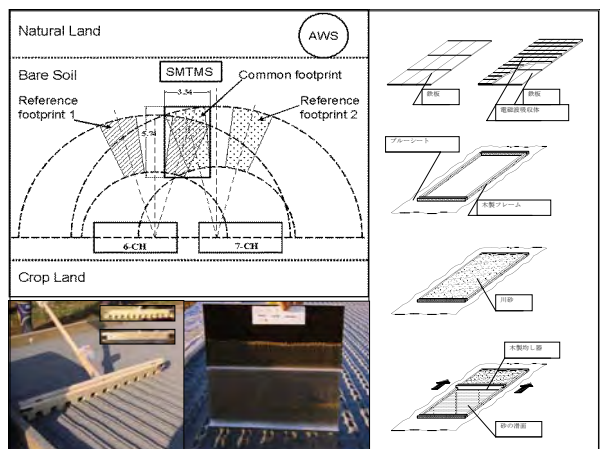 Natural Land
AWS
Bare Soil
SMTMS
Common footprint
3.34
Reference
footprint 1
Reference
footprint 2
6-CH
7-CH
Crop Land
鉄板
鉄板
電磁波吸収体
ブルーシート
木製フレーム
川砂
木製均し器
砂の滑面